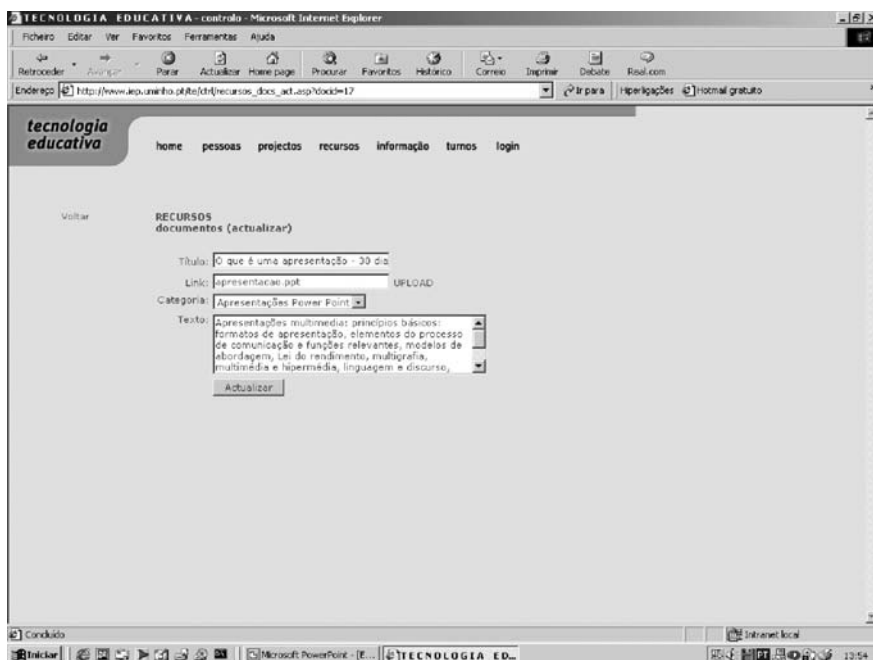 TECNOLOGIA EDUCATIVA - controlo - Microsoft Internet Explorer
Ficheiro Editar Ver Favoritos Ferramentas Ajuda
Retroceder Avançar Parar Actualizar Home page Procurar Favoritos Histórico Correio Imprimir Debate Real.com
Endereço http://www.iep.uminho.pt/te/ctrl/recursos_docs_act.asp?docid=17 Ir para Hiperligações Hotmail gratuito
tecnologia
educativa
home pessoas projectos recursos informação turnos login
Voltar
RECURSOS
documentos (actualizar)
Título: O que é uma apresentação - 30 dia
Link: apresentacao.ppt UPLOAD
Categoria: Apresentações Power Point
Texto: Apresentações multimedia: princípios básicos:
formatos de apresentação, elementos do processo
de comunicação e funções relevantes, modelos de
abordagem, Lei do rendimento, multigrafia,
multimédia e hipermédia, linguagem e discurso,
Actualizar
Concluído Intranet local
Iniciar Microsoft PowerPoint - [E... TECNOLOGIA ED... PT 13:54